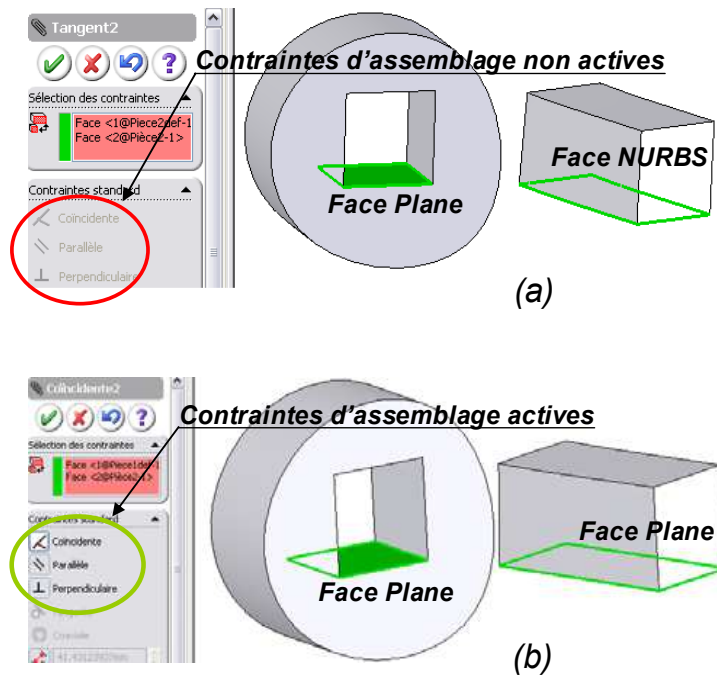 Tangent2
Contraintes d'assemblage non actives
Sélection des contraintes
Face <1@Piece2def-1
Face <2@Pièce2-1>
Contraintes standard
Coïncidente
Parallèle
Perpendiculaire
Face Plane
Face NURBS
(a)
Coïncidente2
Contraintes d'assemblage actives
Sélection des contraintes
Face <1@Piece1def-1
Face <2@Pièce2-1>
Contraintes standard
Coïncidente
Parallèle
Perpendiculaire
Face Plane
Face Plane
(b)